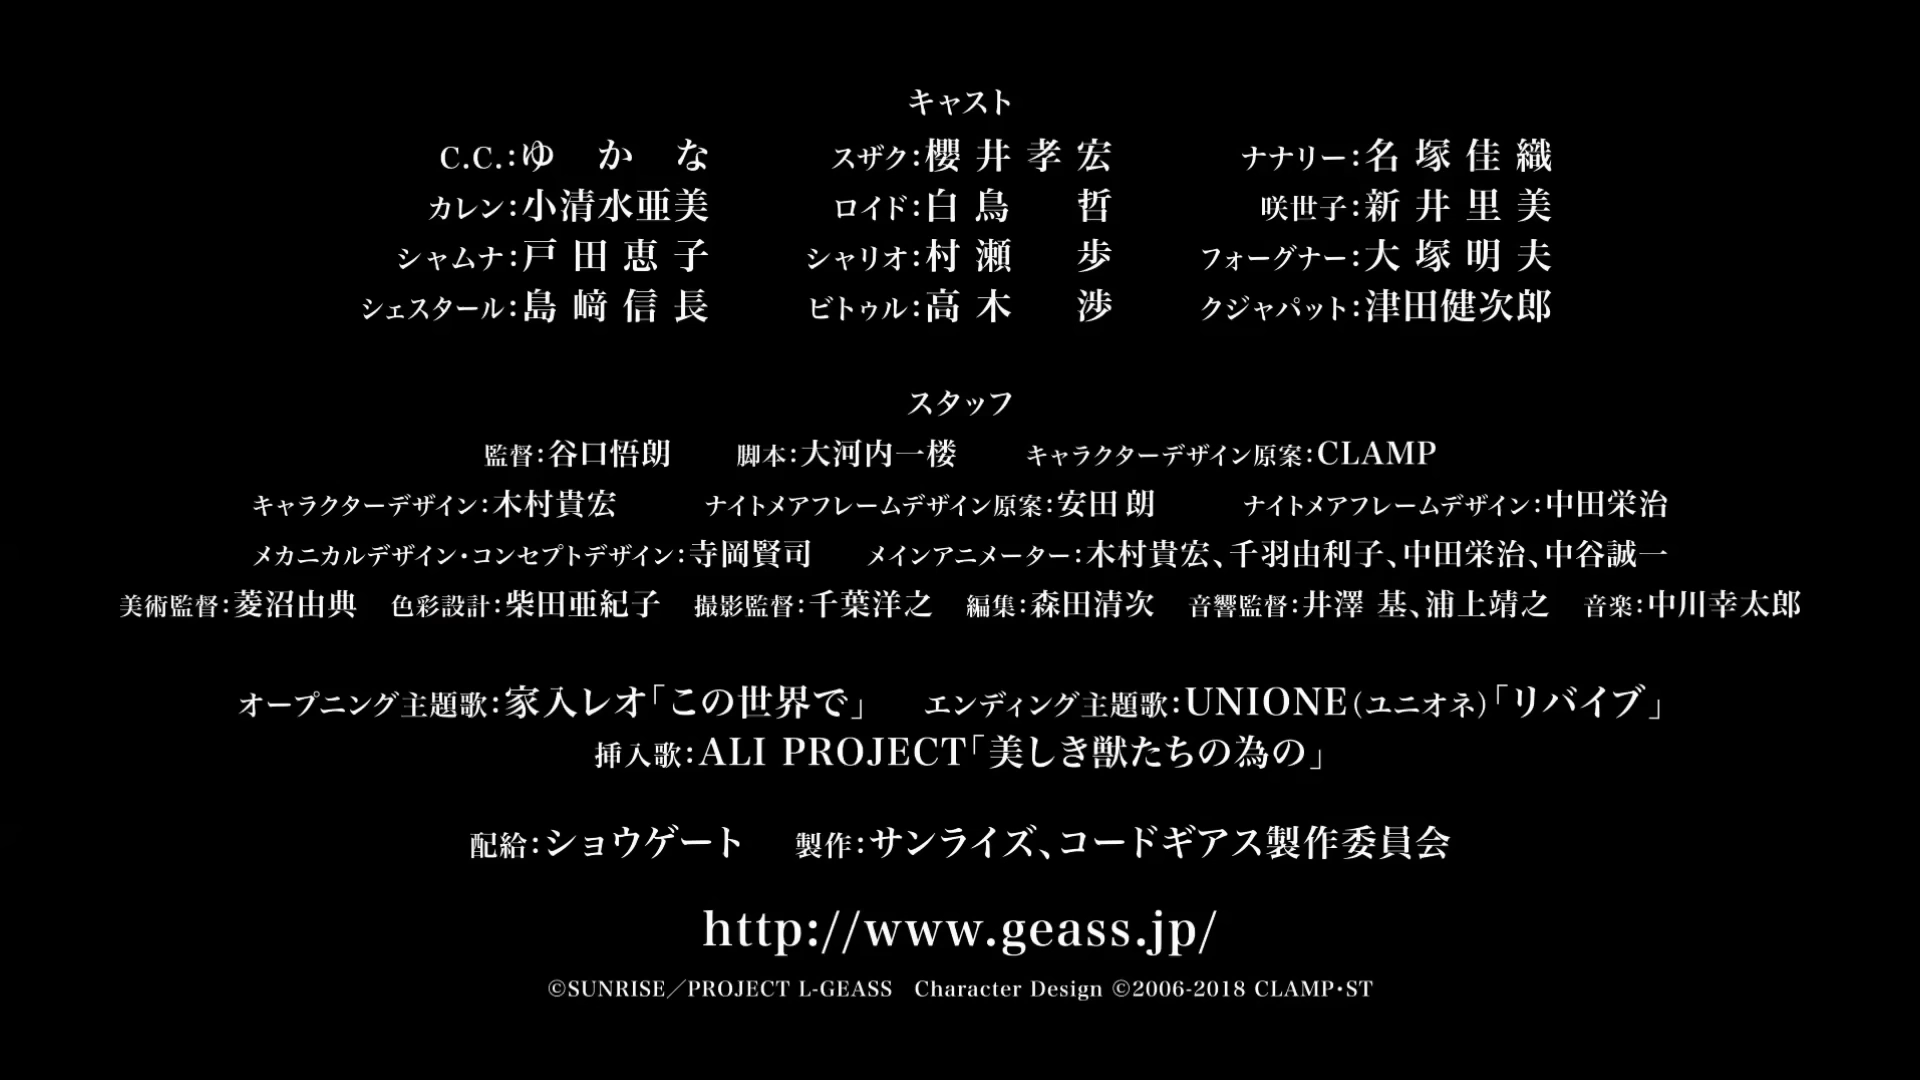 キャスト
C.C.:ゆかな　スザク:櫻井孝宏　ナナリー:名塚佳織
カレン:小清水亜美　ロイド:白鳥哲　咲世子:新井里美
シャムナ:戸田恵子　シャリオ:村瀬歩　フォーグナー:大塚明夫
シェスタール:島﨑信長　ビトゥル:高木渉　クジャパット:津田健次郎
スタッフ
監督:谷口悟朗　脚本:大河内一楼　キャラクターデザイン原案:CLAMP
キャラクターデザイン:木村貴宏　ナイトメアフレームデザイン原案:安田 朗　ナイトメアフレームデザイン:中田栄治
メカニカルデザイン・コンセプトデザイン:寺岡賢司　メインアニメーター:木村貴宏、千羽由利子、中田栄治、中谷誠一
美術監督:菱沼由典　色彩設計:柴田亜紀子　撮影監督:千葉洋之　編集:森田清次　音響監督:井澤 基、浦上靖之　音楽:中川幸太郎
オープニング主題歌:家入レオ「この世界で」　エンディング主題歌:UNIONE(ユニオネ)「リバイブ」
挿入歌:ALI PROJECT「美しき獣たちの為の」
配給:ショウゲート　製作:サンライズ、コードギアス製作委員会
http://www.geass.jp/
©SUNRISE／PROJECT L-GEASS　Character Design ©2006-2018 CLAMP・ST